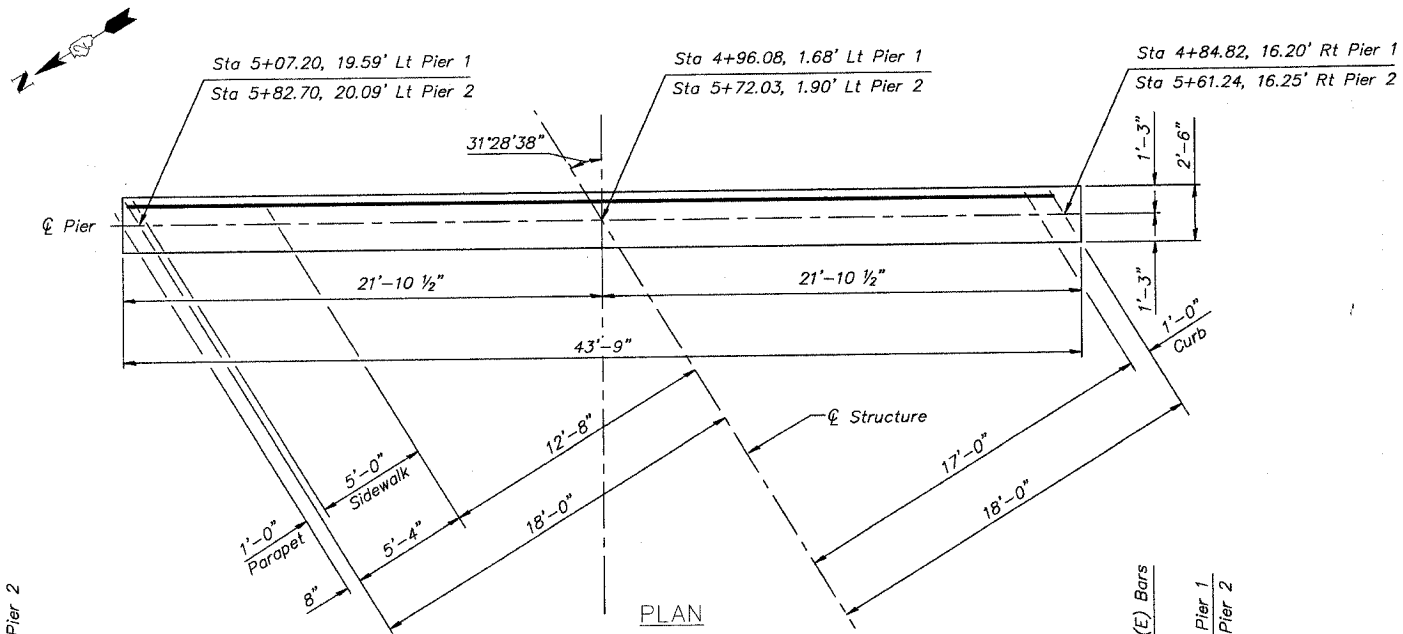 Sta 5+07.20, 19.59' Lt Pier 1
Sta 5+82.70, 20.09' Lt Pier 2
Sta 4+96.08, 1.68' Lt Pier 1
Sta 5+72.03, 1.90' Lt Pier 2
Sta 4+84.82, 16.20' Rt Pier 1
Sta 5+61.24, 16.25' Rt Pier 2
N
31°28'38"
1'-3"
2'-6"
℄ Pier
21'-10 ½"
21'-10 ½"
1'-3"
43'-9"
1'-0"
Curb
℄ Structure
12'-8"
17'-0"
5'-0"
Sidewalk
18'-0"
18'-0"
1'-0"
Parapet
5'-4"
8"
PLAN
Pier 2
(E) Bars
Pier 1
Pier 2